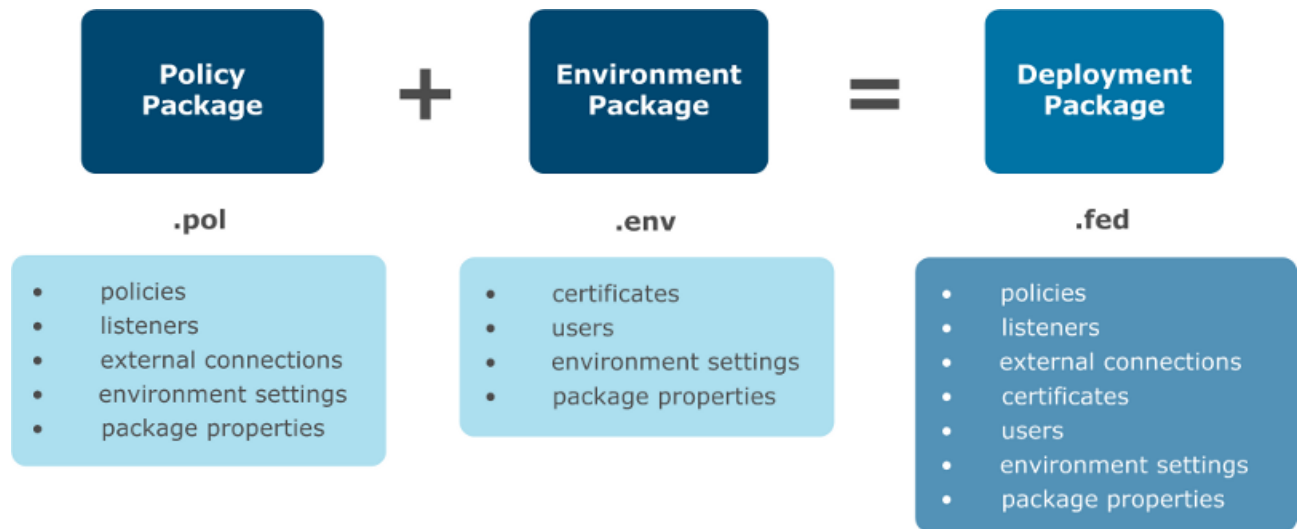 Policy
Package
+
Environment
Package
=
Deployment
Package
.pol
.env
.fed
• policies
• listeners
• external connections
• environment settings
• package properties
• certificates
• users
• environment settings
• package properties
• policies
• listeners
• external connections
• certificates
• users
• environment settings
• package properties